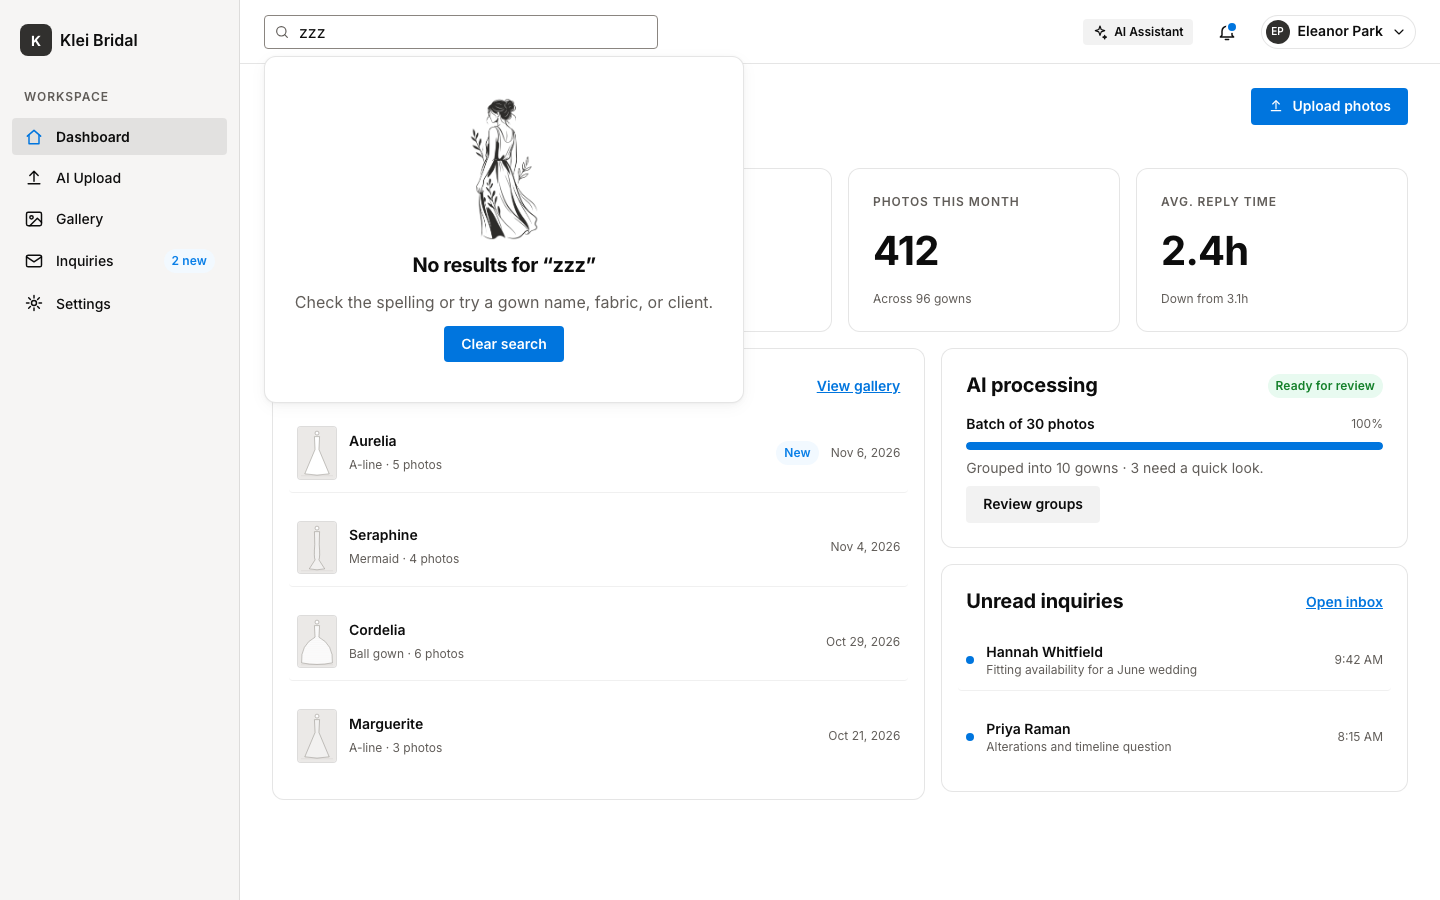 K
Klei Bridal
WORKSPACE
Dashboard
AI Upload
Gallery
Inquiries
2 new
Settings
zzz
AI Assistant
EP
Eleanor Park
No results for “zzz”
Check the spelling or try a gown name, fabric, or client.
Clear search
Upload photos
PHOTOS THIS MONTH
412
Across 96 gowns
AVG. REPLY TIME
2.4h
Down from 3.1h
View gallery
Aurelia
A-line · 5 photos
New
Nov 6, 2026
Seraphine
Mermaid · 4 photos
Nov 4, 2026
Cordelia
Ball gown · 6 photos
Oct 29, 2026
Marguerite
A-line · 3 photos
Oct 21, 2026
AI processing
Ready for review
Batch of 30 photos
100%
Grouped into 10 gowns · 3 need a quick look.
Review groups
Unread inquiries
Open inbox
Hannah Whitfield
Fitting availability for a June wedding
9:42 AM
Priya Raman
Alterations and timeline question
8:15 AM